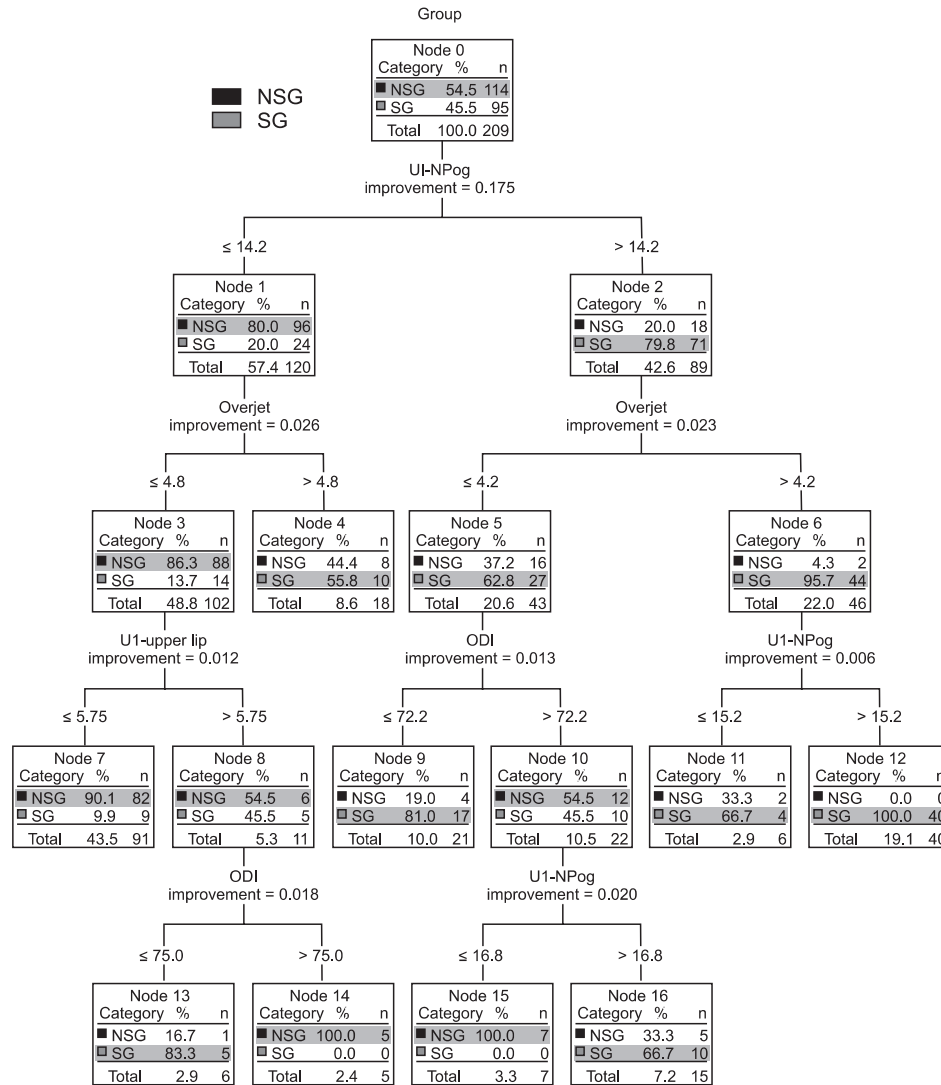 Group
NSG
SG
Node 0
Category % n
NSG 54.5 114
SG 45.5 95
Total 100.0 209
UI-NPog
improvement = 0.175
≤ 14.2
> 14.2
Node 1
Category % n
NSG 80.0 96
SG 20.0 24
Total 57.4 120
Node 2
Category % n
NSG 20.0 18
SG 79.8 71
Total 42.6 89
Overjet
improvement = 0.026
Overjet
improvement = 0.023
≤ 4.8
> 4.8
≤ 4.2
> 4.2
Node 3
Category % n
NSG 86.3 88
SG 13.7 14
Total 48.8 102
Node 4
Category % n
NSG 44.4 8
SG 55.8 10
Total 8.6 18
Node 5
Category % n
NSG 37.2 16
SG 62.8 27
Total 20.6 43
Node 6
Category % n
NSG 4.3 2
SG 95.7 44
Total 22.0 46
U1-upper lip
improvement = 0.012
ODI
improvement = 0.013
U1-NPog
improvement = 0.006
≤ 5.75
> 5.75
≤ 72.2
> 72.2
≤ 15.2
> 15.2
Node 7
Category % n
NSG 90.1 82
SG 9.9 9
Total 43.5 91
Node 8
Category % n
NSG 54.5 6
SG 45.5 5
Total 5.3 11
Node 9
Category % n
NSG 19.0 4
SG 81.0 17
Total 10.0 21
Node 10
Category % n
NSG 54.5 12
SG 45.5 10
Total 10.5 22
Node 11
Category % n
NSG 33.3 2
SG 66.7 4
Total 2.9 6
Node 12
Category % n
NSG 0.0 0
SG 100.0 40
Total 19.1 40
ODI
improvement = 0.018
U1-NPog
improvement = 0.020
≤ 75.0
> 75.0
≤ 16.8
> 16.8
Node 13
Category % n
NSG 16.7 1
SG 83.3 5
Total 2.9 6
Node 14
Category % n
NSG 100.0 5
SG 0.0 0
Total 2.4 5
Node 15
Category % n
NSG 100.0 7
SG 0.0 0
Total 3.3 7
Node 16
Category % n
NSG 33.3 5
SG 66.7 10
Total 7.2 15